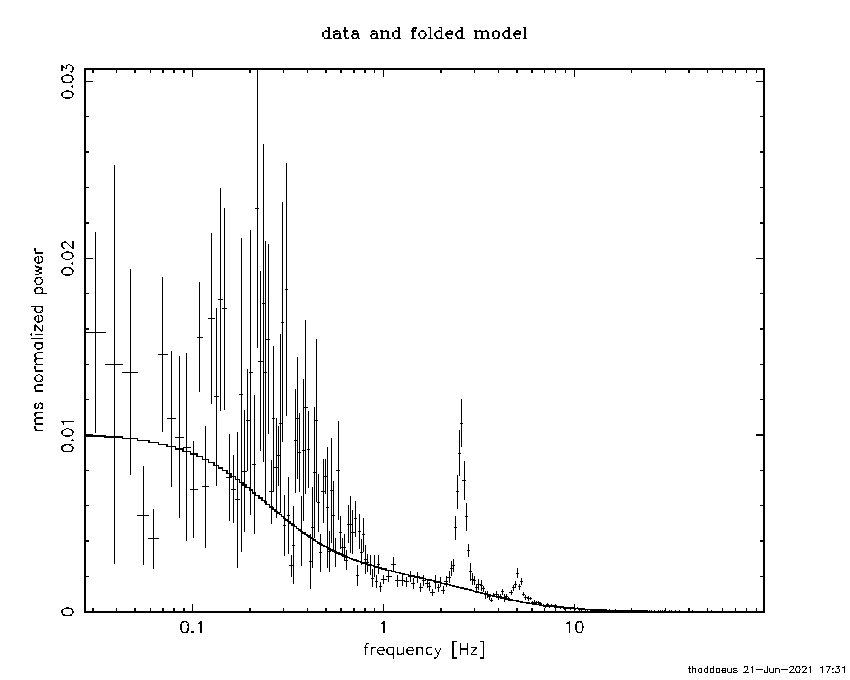 data and folded model
0.03
0.02
0.01
0
rms normalized power
0.1 1 10
frequency [Hz]
thaddaeus 21-Jun-2021 17:31